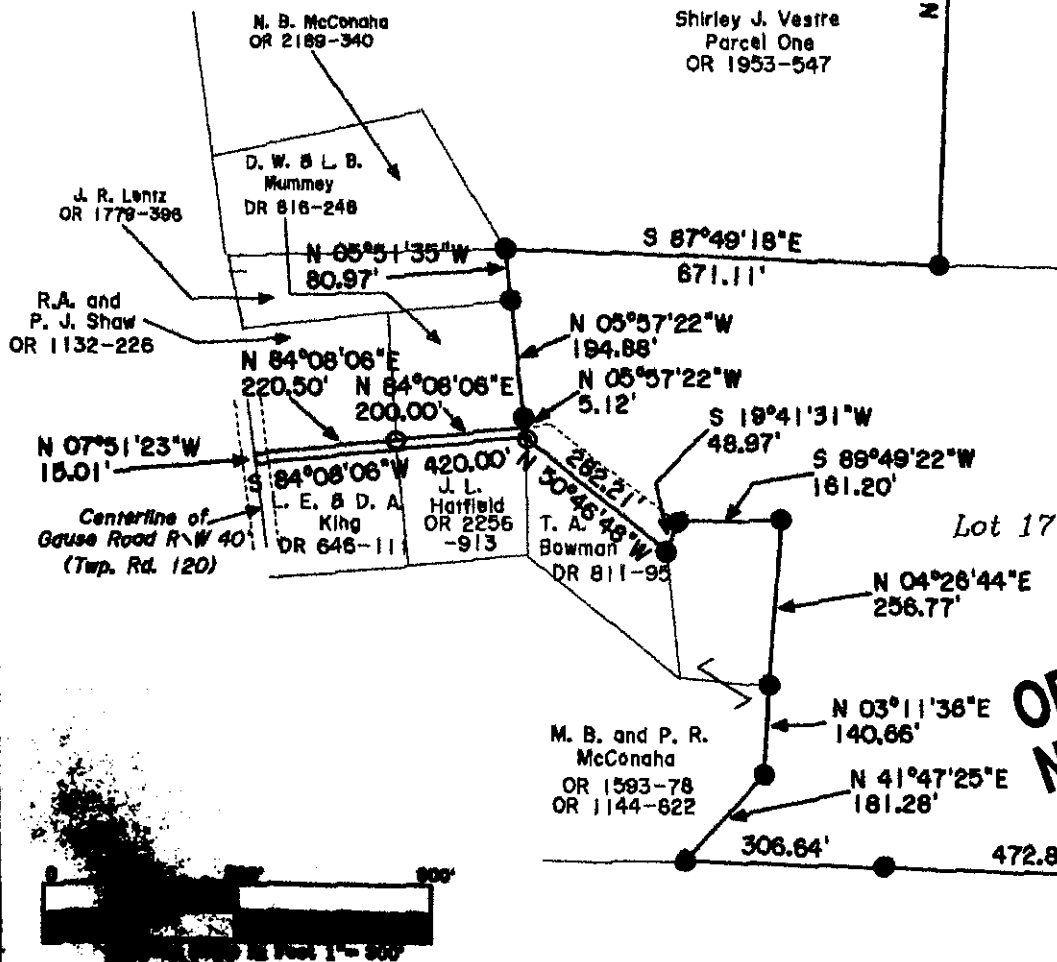 N. B. McConaha
OR 2189-340
Shirley J. Vestre
Parcel One
OR 1953-547
N
D. W. & L. B.
Mummey
DR 816-248
J. R. Lentz
OR 1779-396
N 05°51'35"W
80.97'
S 87°49'18"E
671.11'
R.A. and
P. J. Shaw
OR 1132-226
N 05°57'22"W
194.88'
N 84°08'06"E
220.50'
N 84°08'06"E
200.00'
N 05°57'22"W
5.12'
S 19°41'31"W
48.97'
N 07°51'23"W
15.01'
S 89°49'22"W
161.20'
S 84°08'06"W 420.00'
262.21'
N 50°46'46"W
L. E. & D. A.
King
DR 646-111
J. L.
Hatfield
OR 2256
-913
T. A.
Bowman
DR 811-95
Centerline of
Gause Road R\W 40'
(Twp. Rd. 120)
Lot 17
N 04°26'44"E
256.77'
N 03°11'36"E
140.66'
M. B. and P. R.
McConaha
OR 1593-78
OR 1144-622
N 41°47'25"E
181.28'
306.64'
472.8
0